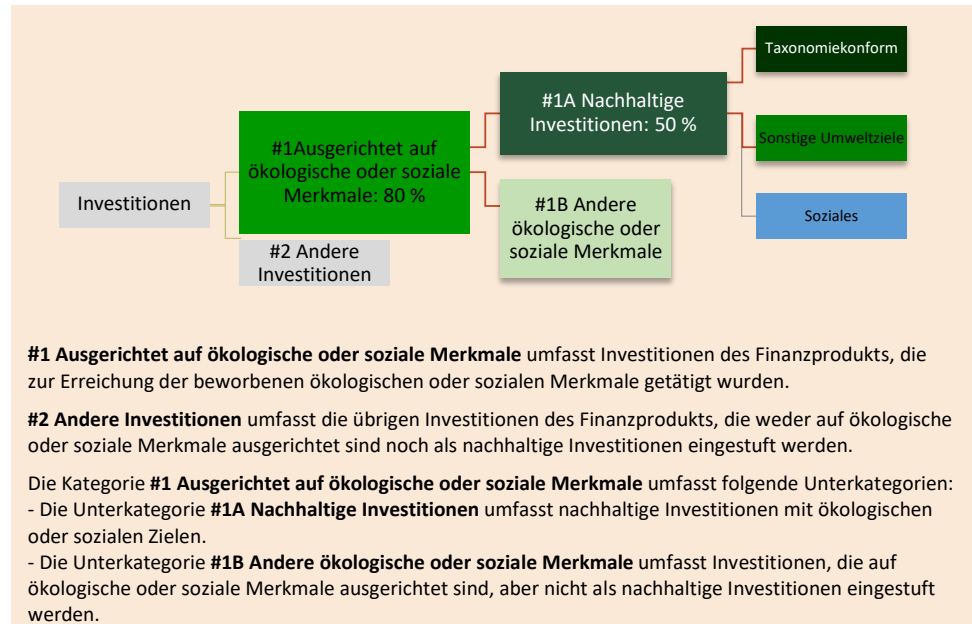 Investitionen
#1Ausgerichtet auf
ökologische oder soziale
Merkmale: 80 %
#2 Andere
Investitionen
#1A Nachhaltige
Investitionen: 50 %
#1B Andere
ökologische oder
soziale Merkmale
Taxonomiekonform
Sonstige Umweltziele
Soziales
#1 Ausgerichtet auf ökologische oder soziale Merkmale umfasst Investitionen des Finanzprodukts, die
zur Erreichung der beworbenen ökologischen oder sozialen Merkmale getätigt wurden.
#2 Andere Investitionen umfasst die übrigen Investitionen des Finanzprodukts, die weder auf ökologische
oder soziale Merkmale ausgerichtet sind noch als nachhaltige Investitionen eingestuft werden.
Die Kategorie #1 Ausgerichtet auf ökologische oder soziale Merkmale umfasst folgende Unterkategorien:
- Die Unterkategorie #1A Nachhaltige Investitionen umfasst nachhaltige Investitionen mit ökologischen
oder sozialen Zielen.
- Die Unterkategorie #1B Andere ökologische oder soziale Merkmale umfasst Investitionen, die auf
ökologische oder soziale Merkmale ausgerichtet sind, aber nicht als nachhaltige Investitionen eingestuft
werden.